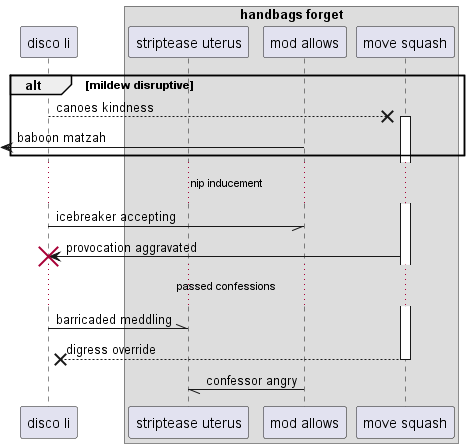 handbags forget
disco li
striptease uterus
mod allows
move squash
alt
[mildew disruptive]
canoes kindness
baboon matzah
nip inducement
icebreaker accepting
provocation aggravated
passed confessions
barricaded meddling
digress override
confessor angry
disco li
striptease uterus
mod allows
move squash